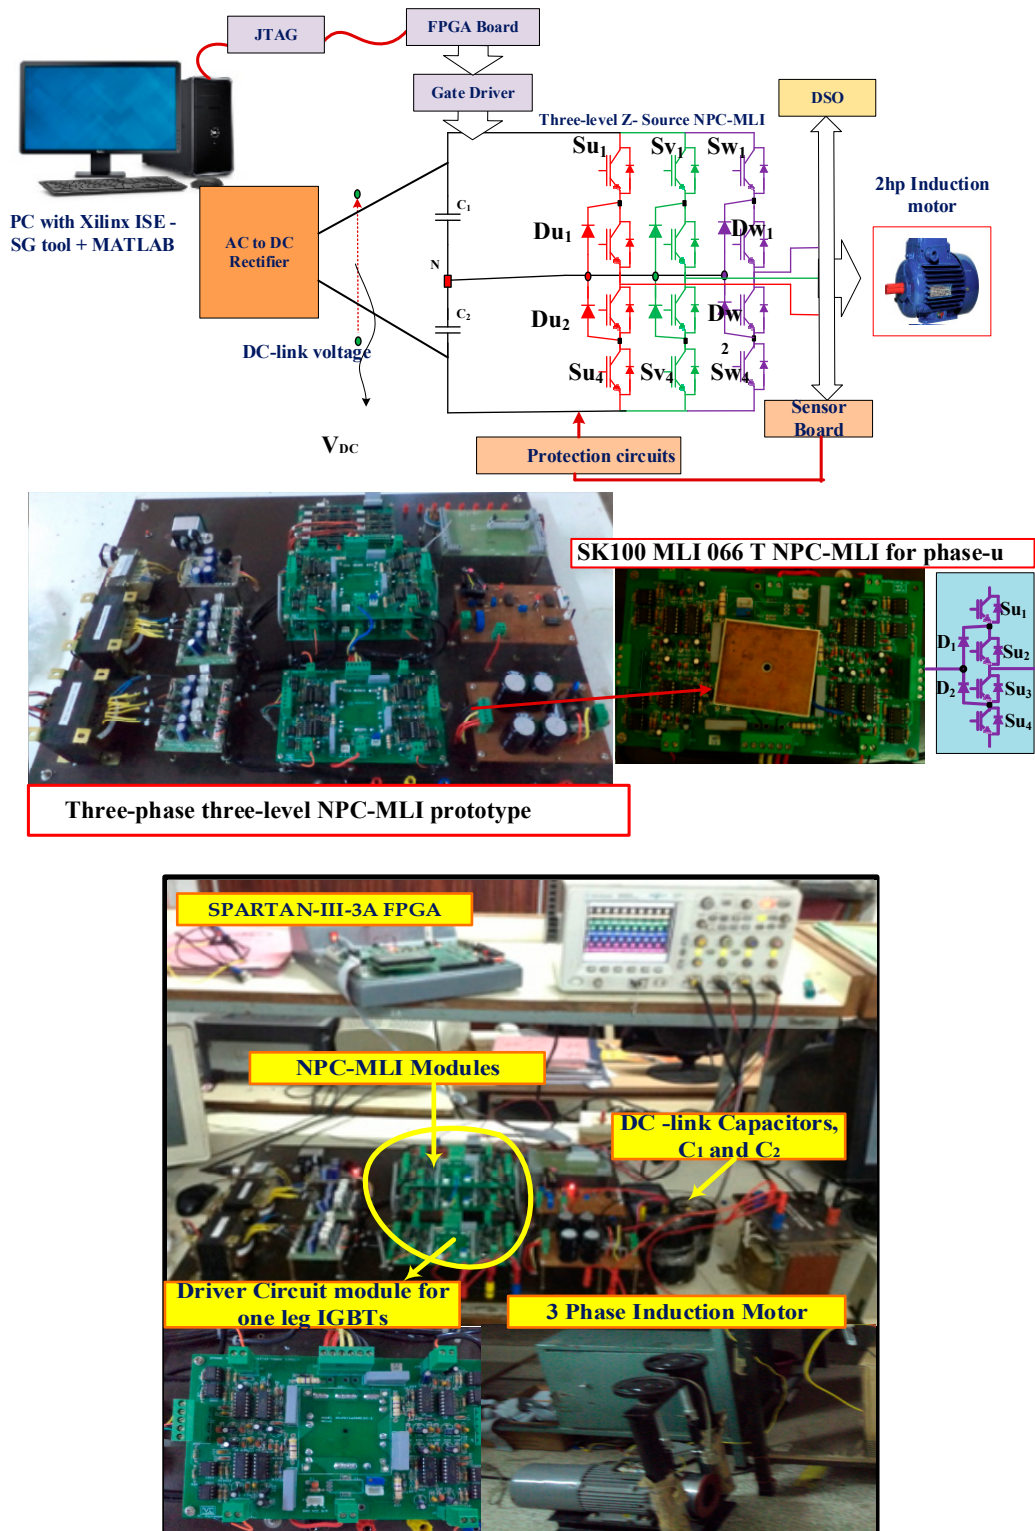 JTAG
FPGA Board
Gate Driver
DSO
Three-level Z- Source NPC-MLI
Su1
Sv1
Sw1
2hp Induction
motor
PC with Xilinx ISE -
SG tool + MATLAB
AC to DC
Rectifier
C1
Du1
Dw1
N
C2
Du2
Dw
2
DC-link voltage
Su4
Sv4
Sw4
VDC
Sensor
Board
Protection circuits
SK100 MLI 066 T NPC-MLI for phase-u
Su1
D1
Su2
D2
Su3
Su4
Three-phase three-level NPC-MLI prototype
SPARTAN-III-3A FPGA
NPC-MLI Modules
DC -link Capacitors,
C1 and C2
Driver Circuit module for
one leg IGBTs
3 Phase Induction Motor